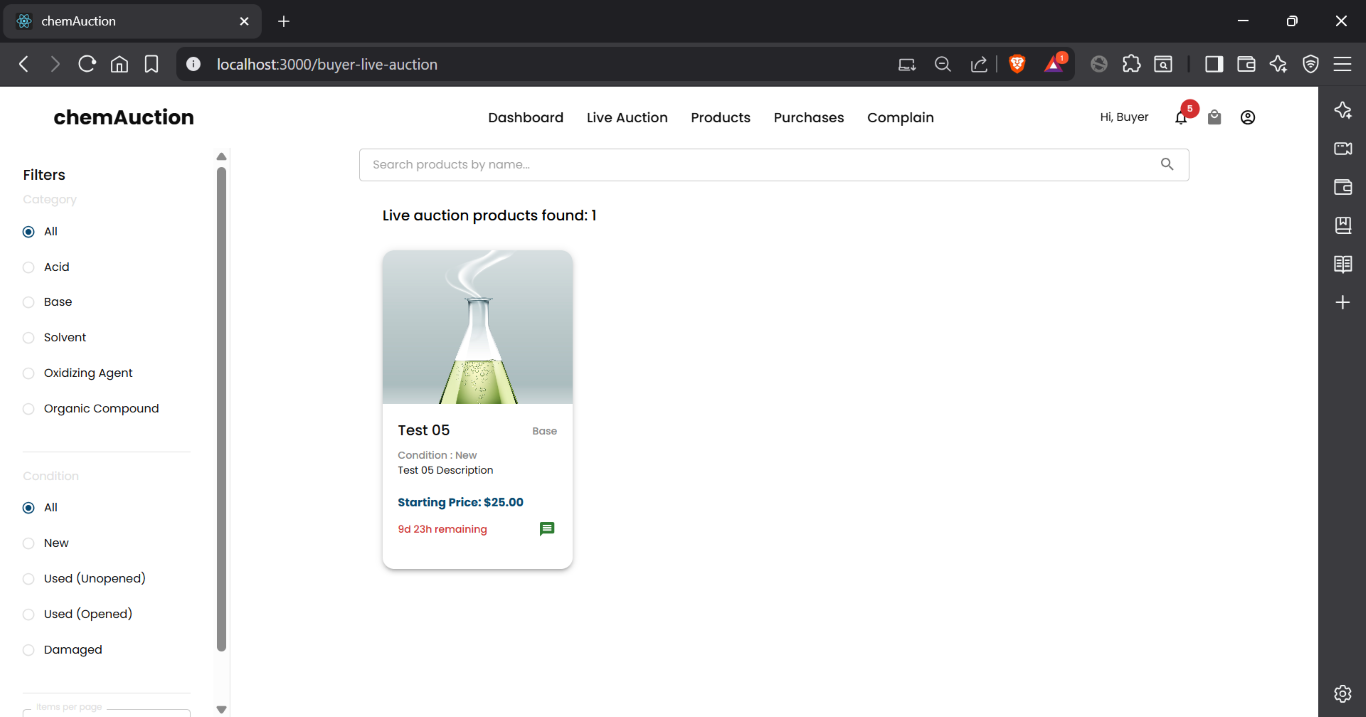 chemAuction
localhost:3000/buyer-live-auction
1
chemAuction
Dashboard
Live Auction
Products
Purchases
Complain
Hi, Buyer
5
Filters
Category
All
Acid
Base
Solvent
Oxidizing Agent
Organic Compound
Condition
All
New
Used (Unopened)
Used (Opened)
Damaged
Items per page
Search products by name...
Live auction products found: 1
Test 05
Base
Condition : New
Test 05 Description
Starting Price: $25.00
9d 23h remaining